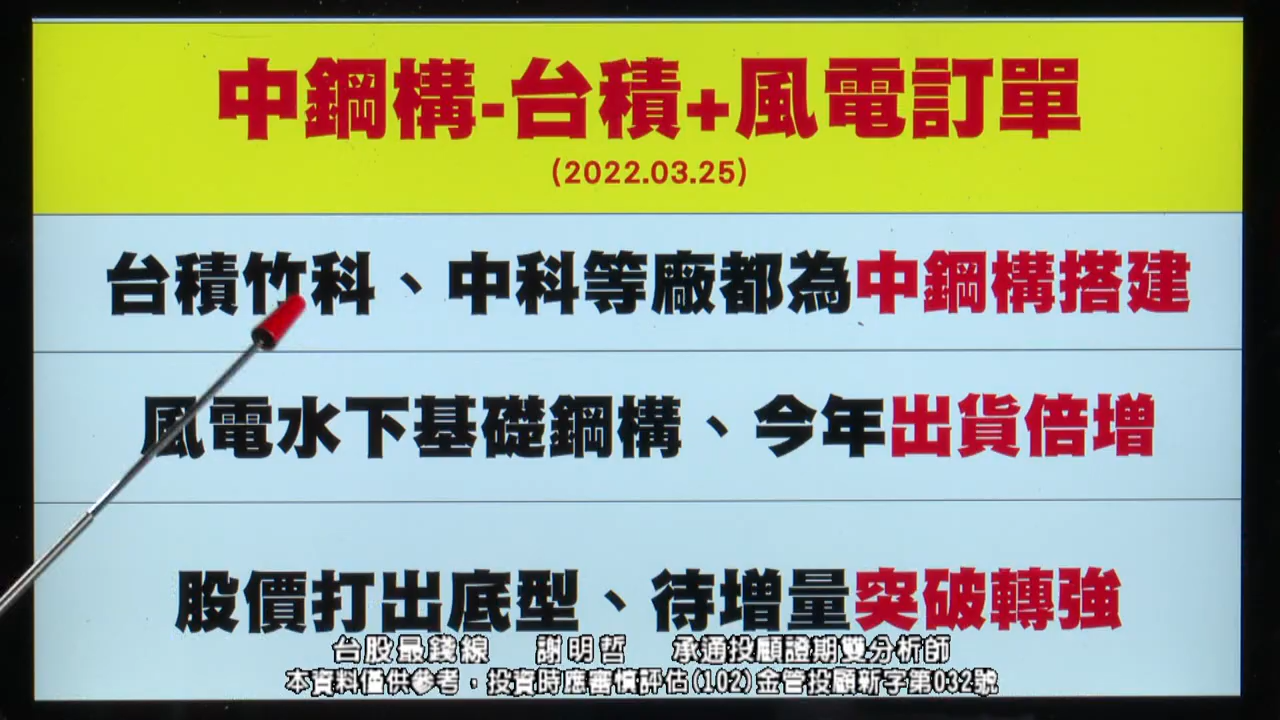 中鋼構-台積+風電訂單
(2022.03.25)
台積竹科、中科等廠都為中鋼構搭建
風電水下基礎鋼構、今年出貨倍增
股價打出底型、待增量突破轉強
台股最錢線 謝明哲 承通投顧證期雙分析師
本資料僅供參考，投資時應審慎評估(102)金管投顧新字第032號